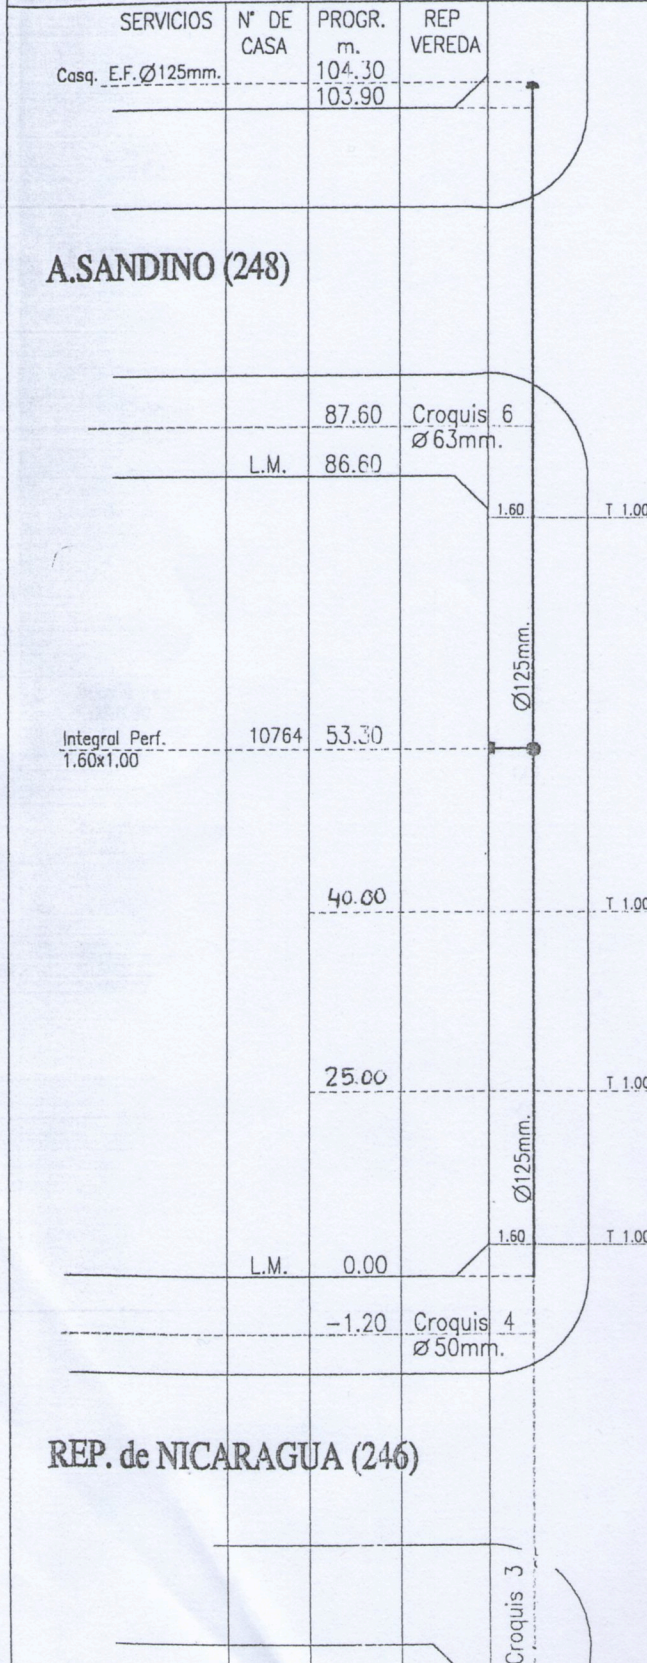 SERVICIOS N° DE CASA PROGR. m. REP VEREDA
Casq. E.F.Ø125mm. 104.30
103.90
A.SANDINO (248)
87.60 Croquis 6
Ø63mm.
L.M. 86.60
1.60 T 1.00
Ø125mm.
Integral Perf. 10764 53.30
1.60x1.00
40.00
T 1.00
25.00
T 1.00
Ø125mm.
1.60 T 1.00
L.M. 0.00
-1.20 Croquis 4
Ø50mm.
REP. de NICARAGUA (246)
Croquis 3